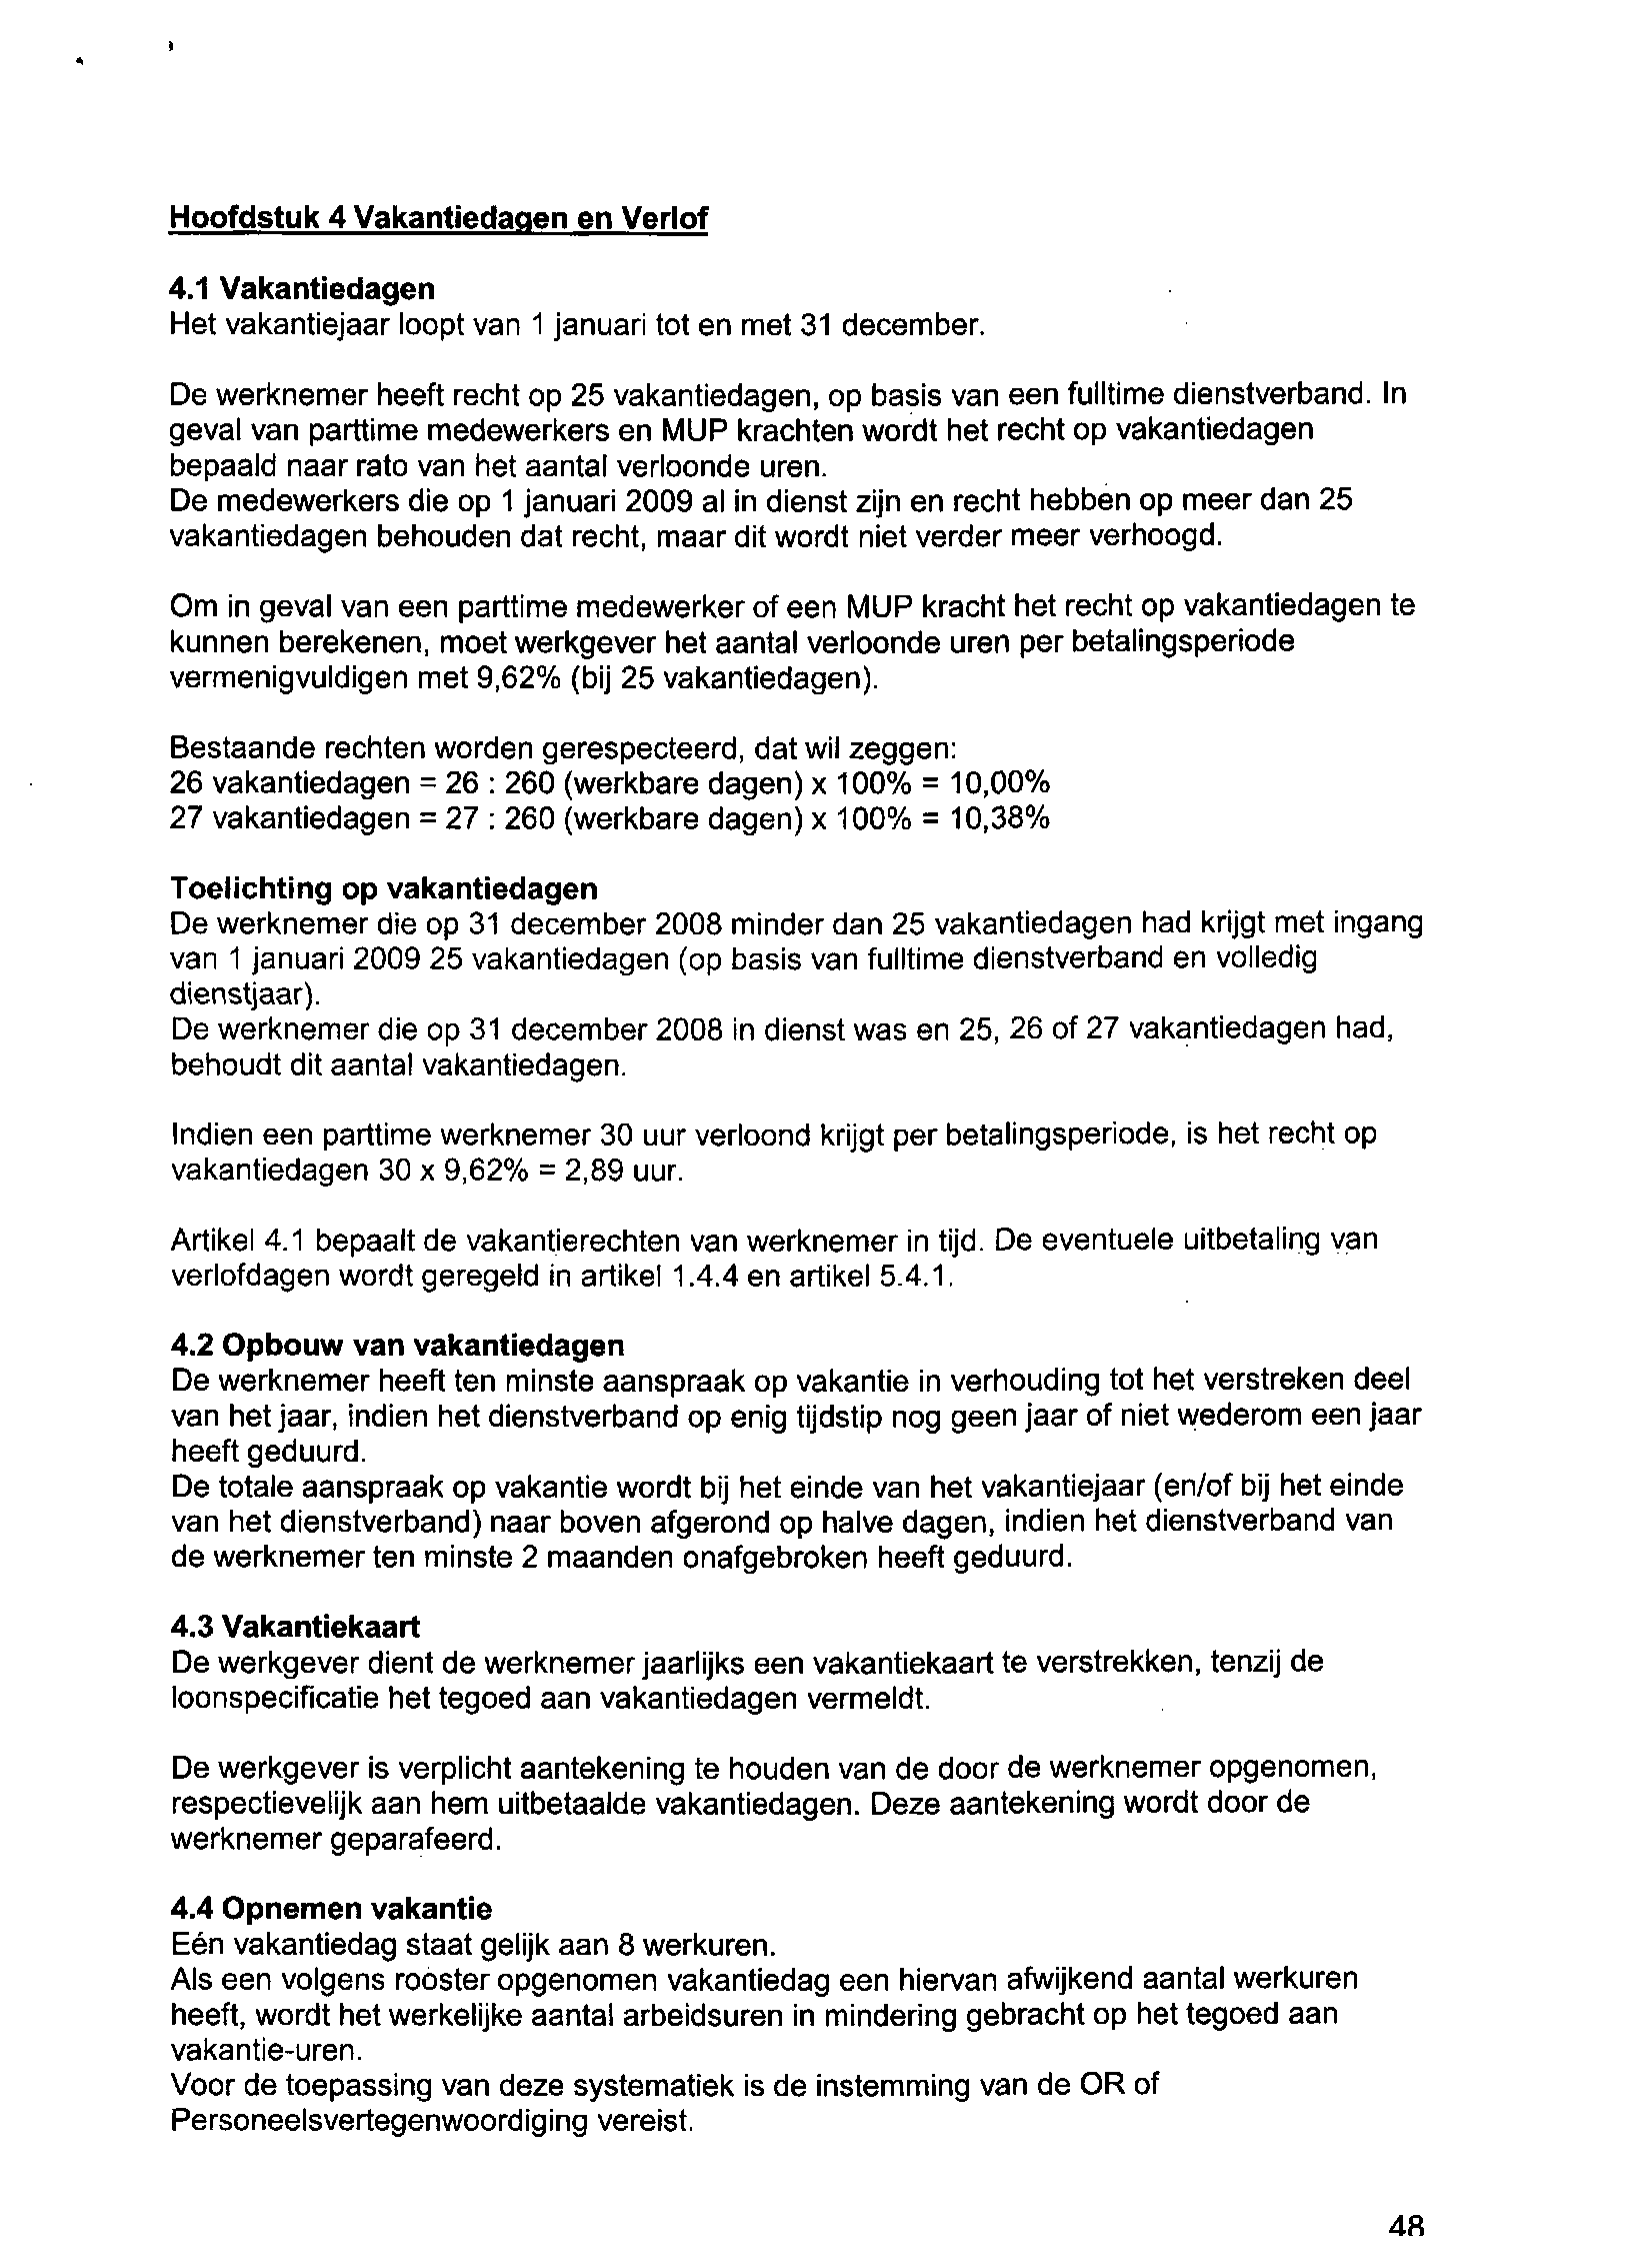 Hoofdstuk 4 Vakantiedagen en Verlof
4.1 Vakantiedagen
Het vakantiejaar loopt van 1 januari tot en met 31 december.
De werknemer heeft recht op 25 vakantiedagen, op basis van een fulltime dienstverband. In
geval van parttime medewerkers en MUP krachten wordt het recht op vakantiedagen
bepaald naar rato van het aantal verloonde uren.
De medewerkers die op 1 januari 2009 al in dienst zijn en recht hebben op meer dan 25
vakantiedagen behouden dat recht, maar dit wordt niet verder meer verhoogd.
Om in geval van een parttime medewerker of een MUP kracht het recht op vakantiedagen te
kunnen berekenen, moet werkgever het aantal verloonde uren per betalingsperiode
vermenigvuldigen met 9,62% (bij 25 vakantiedagen).
Bestaande rechten worden gerespecteerd, dat wil zeggen:
26 vakantiedagen = 26 : 260 (werkbare dagen) x 100% = 10,00%
27 vakantiedagen = 27 : 260 (werkbare dagen) x 100% = 10,38%
Toelichting op vakantiedagen
De werknemer die op 31 december 2008 minder dan 25 vakantiedagen had krijgt met ingang
van 1 januari 2009 25 vakantiedagen (op basis van fulltime dienstverband en volledig
dienstjaar).
De werknemer die op 31 december 2008 in dienst was en 25, 26 of 27 vakantiedagen had,
behoudt dit aantal vakantiedagen.
Indien een parttime werknemer 30 uur verloond krijgt per betalingsperiode, is het recht op
vakantiedagen 30 x 9,62% = 2,89 uur.
Artikel 4.1 bepaalt de vakantierechten van werknemer in tijd. De eventuele uitbetaling van
verlofdagen wordt geregeld in artikel 1.4.4 en artikel 5.4.1.
4.2 Opbouw van vakantiedagen
De werknemer heeft ten minste aanspraak op vakantie in verhouding tot het verstreken deel
van het jaar, indien het dienstverband op enig tijdstip nog geen jaar of niet wederom een jaar
heeft geduurd.
De totale aanspraak op vakantie wordt bij het einde van het vakantiejaar (en/of bij het einde
van het dienstverband) naar boven afgerond op halve dagen, indien het dienstverband van
de werknemer ten minste 2 maanden onafgebroken heeft geduurd.
4.3 Vakantiekaart
De werkgever dient de werknemer jaarlijks een vakantiekaart te verstrekken, tenzij de
loonspecificatie het tegoed aan vakantiedagen vermeldt.
De werkgever is verplicht aantekening te houden van de door de werknemer opgenomen,
respectievelijk aan hem uitbetaalde vakantiedagen. Deze aantekening wordt door de
werknemer geparafeerd.
4.4 Opnemen vakantie
Eén vakantiedag staat gelijk aan 8 werkuren.
Als een volgens rooster opgenomen vakantiedag een hiervan afwijkend aantal werkuren
heeft, wordt het werkelijke aantal arbeidsuren in mindering gebracht op het tegoed aan
vakantie-uren.
Voor de toepassing van deze systematiek is de instemming van de OR of
Personeelsvertegenwoordiging vereist.
48